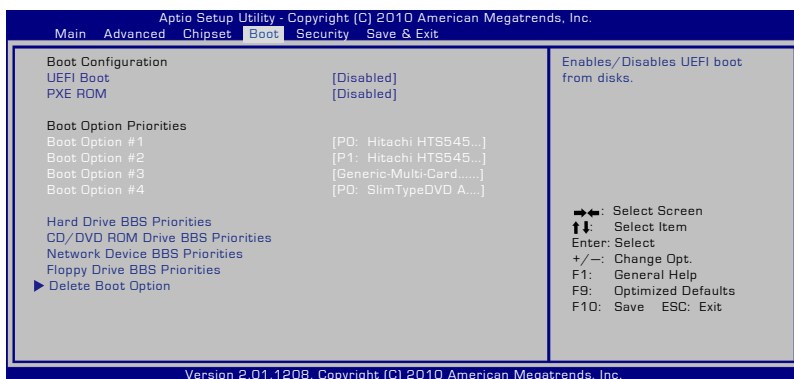 Aptio Setup Utility - Copyright (C) 2010 American Megatrends, Inc.
Main Advanced Chipset Boot Security Save & Exit
Boot Configuration
UEFI Boot [Disabled]
PXE ROM [Disabled]
Boot Option Priorities
Boot Option #1 [P0: Hitachi HTS545...]
Boot Option #2 [P1: Hitachi HTS545...]
Boot Option #3 [Generic-Multi-Card......]
Boot Option #4 [P0: SlimTypeDVD A....]
Hard Drive BBS Priorities
CD/DVD ROM Drive BBS Priorities
Network Device BBS Priorities
Floppy Drive BBS Priorities
Delete Boot Option
Enables/Disables UEFI boot
from disks.
→←: Select Screen
↑↓: Select Item
Enter: Select
+/—: Change Opt.
F1: General Help
F9: Optimized Defaults
F10: Save ESC: Exit
Version 2.01.1208. Copyright (C) 2010 American Megatrends, Inc.